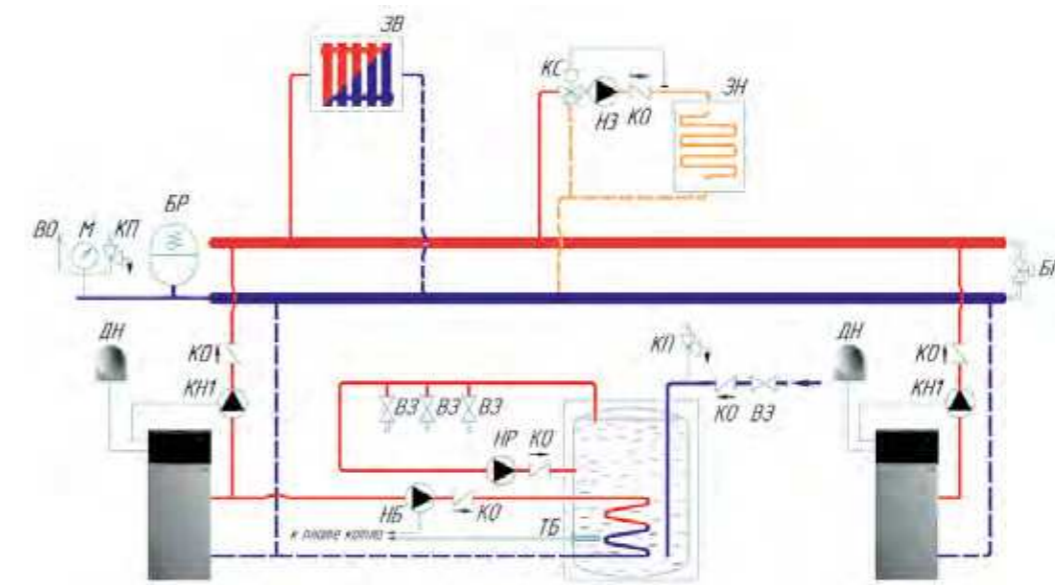 ЗВ
КС
ЗН
НЗ
КО
БР
ВО
М
КП
ДН
КО
КН1
КП
ДН
КО
КН1
ВЗ
ВЗ
ВЗ
КО
ВЗ
НР
КО
НБ
КО
ТБ
к плате котла